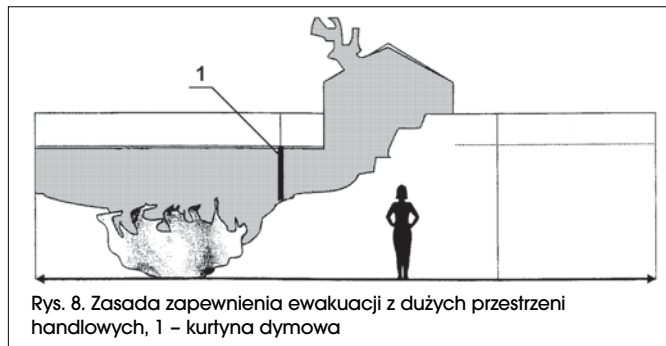 1
Rys. 8. Zasada zapewnienia ewakuacji z dużych przestrzeni
handlowych, 1 – kurtyna dymowa